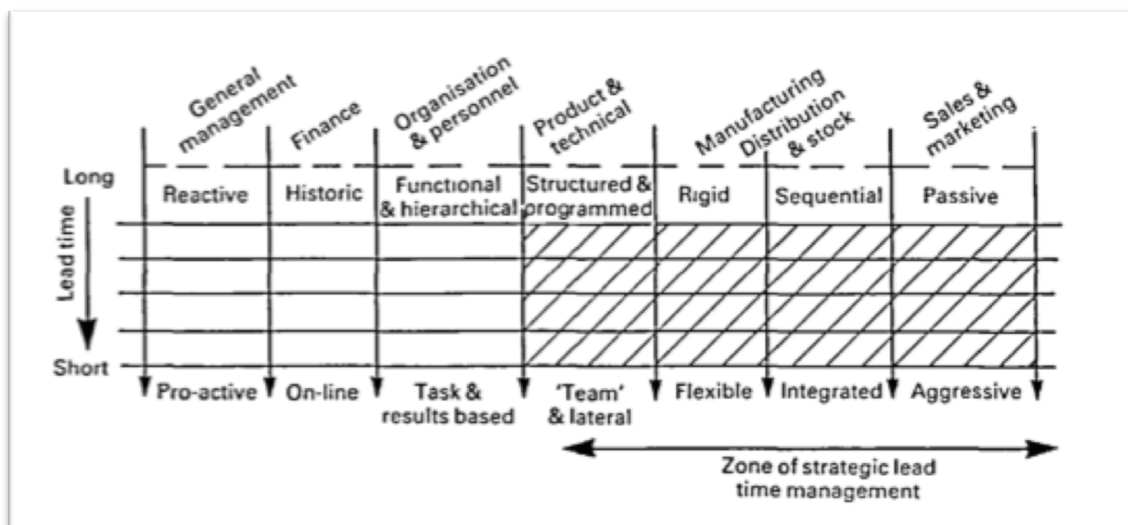 General
management
Finance
Organisation
& personnel
Product &
technical
Manufacturing
Distribution
& stock
Sales &
marketing
Long
Lead time
Short
Reactive
Historic
Functional
& hierarchical
Structured &
programmed
Rigid
Sequential
Passive
Pro-active
On-line
Task &
results based
'Team'
& lateral
Flexible
Integrated
Aggressive
Zone of strategic lead
time management